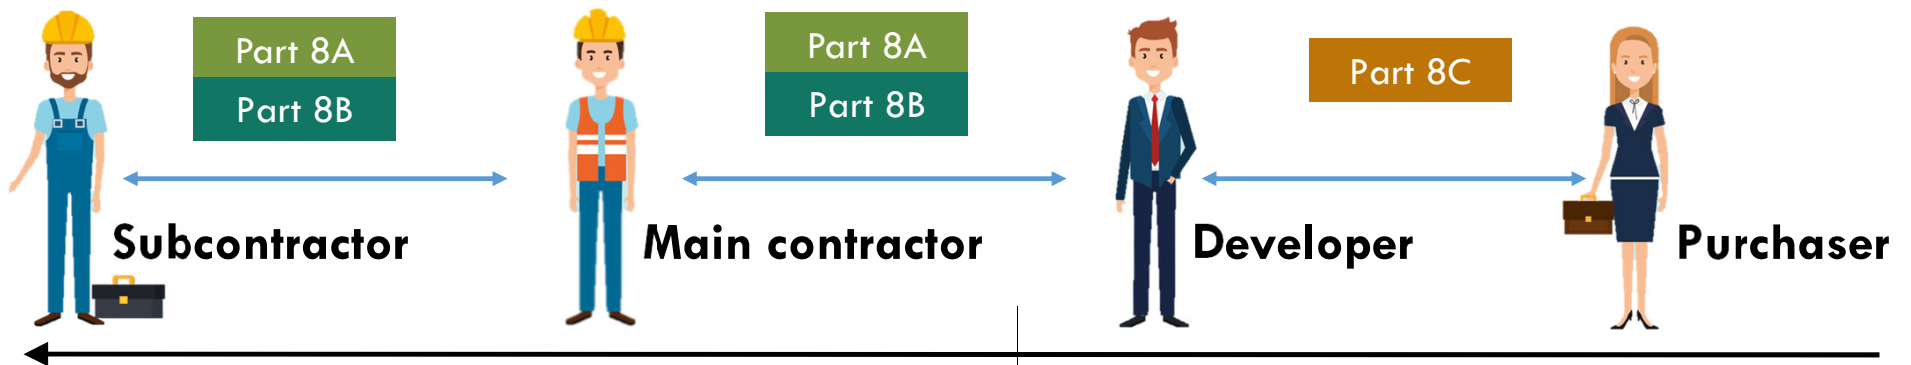 Part 8A
Part 8B
Part 8A
Part 8B
Part 8C
Subcontractor
Main contractor
Developer
Purchaser